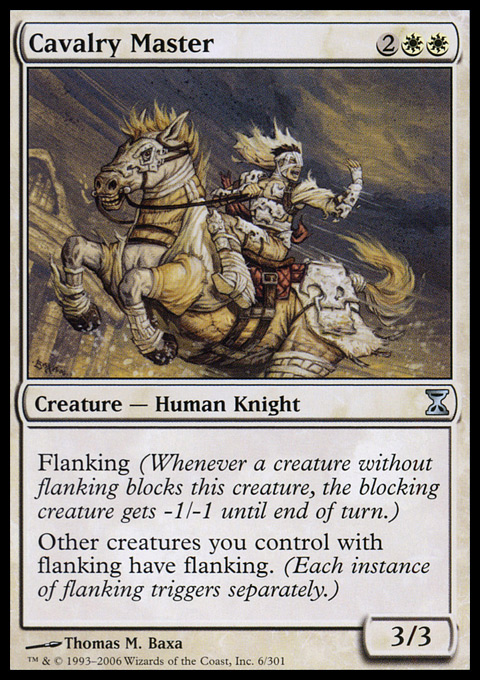 Cavalry Master
2
Creature — Human Knight
Flanking (Whenever a creature without
flanking blocks this creature, the blocking
creature gets -1/-1 until end of turn.)
Other creatures you control with
flanking have flanking. (Each instance
of flanking triggers separately.)
Thomas M. Baxa
3/3
™ & © 1993–2006 Wizards of the Coast, Inc. 6/301